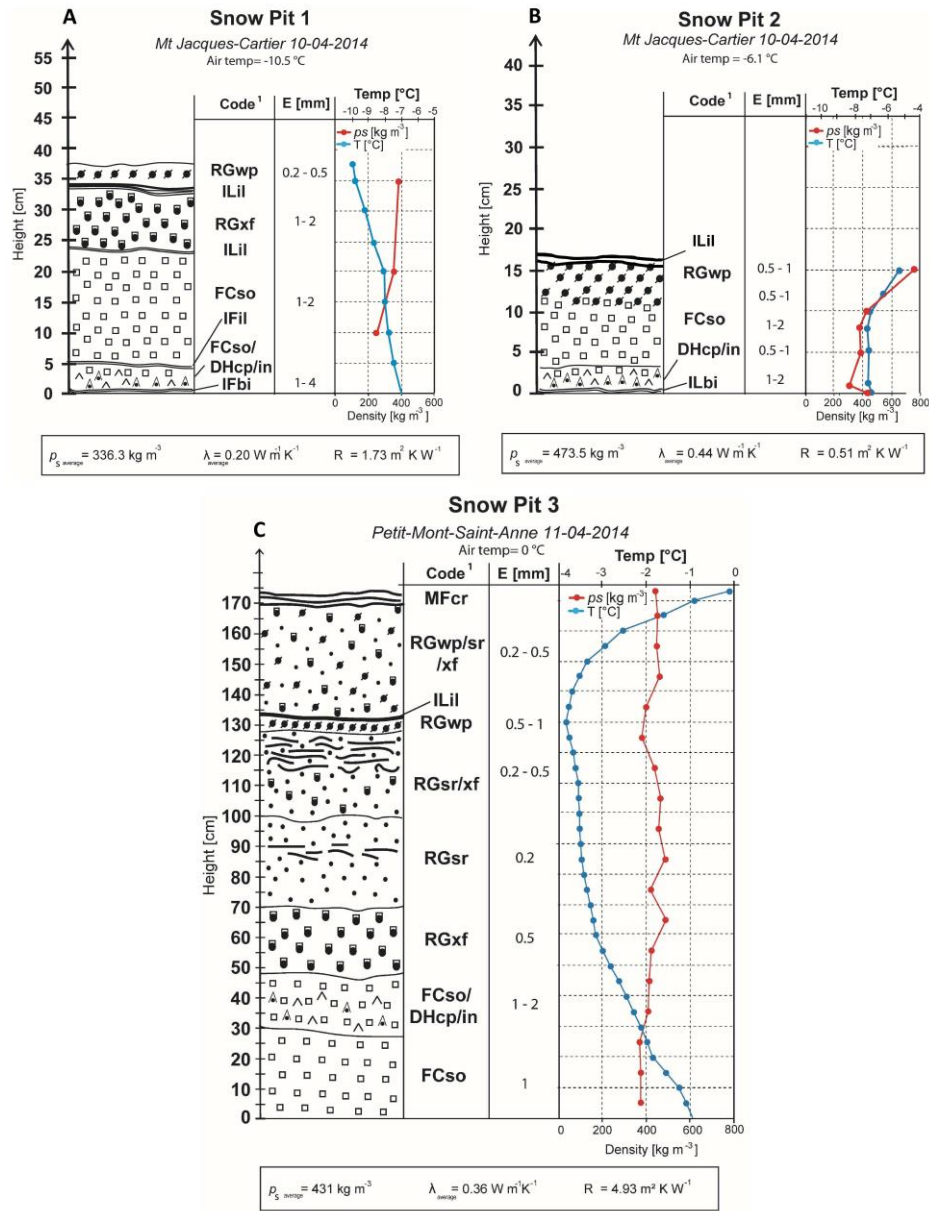 A
Snow Pit 1
Mt Jacques-Cartier 10-04-2014
Air temp= -10.5 °C
Code¹
E [mm]
Temp [°C]
-10 -9 -8 -7 -6 -5
ps [kg m⁻³]
T [°C]
Height [cm]
55
50
45
40
35
30
25
20
15
10
5
0
RGwp
ILil
RGxf
ILil
FCso
IFil
FCso/
DHcp/in
IFbi
0.2 - 0.5
1 - 2
1-2
1- 4
0 200 400 600
Density [kg m⁻³]
pₛ average = 336.3 kg m⁻³ λ average = 0.20 W m⁻¹K⁻¹ R = 1.73 m² K W⁻¹
B
Snow Pit 2
Mt Jacques-Cartier 10-04-2014
Air temp= -6.1 °C
Code¹
E [mm]
Temp [°C]
-10 -8 -6 -4
ps [kg m⁻³]
T [°C]
Height [cm]
40
35
30
25
20
15
10
5
0
ILil
RGwp
FCso
DHcp/in
ILbi
0.5 - 1
0.5 -1
1-2
0.5 -1
1-2
0 200 400 600 800
Density [kg m⁻³]
pₛ average = 473.5 kg m⁻³ λ average = 0.44 W m⁻¹K⁻¹ R = 0.51 m² K W⁻¹
C
Snow Pit 3
Petit-Mont-Saint-Anne 11-04-2014
Air temp= 0 °C
Code¹
E [mm]
Temp [°C]
-4 -3 -2 -1 0
ps [kg m⁻³]
T [°C]
Height [cm]
170
160
150
140
130
120
110
100
90
80
70
60
50
40
30
20
10
0
MFcr
RGwp/sr
/xf
ILil
RGwp
RGsr/xf
RGsr
RGxf
FCso/
DHcp/in
FCso
0.2 - 0.5
0.5 - 1
0.2 - 0.5
0.2
0.5
1 - 2
1
0 200 400 600 800
Density [kg m⁻³]
pₛ average = 431 kg m⁻³ λ average = 0.36 W m⁻¹K⁻¹ R = 4.93 m² K W⁻¹